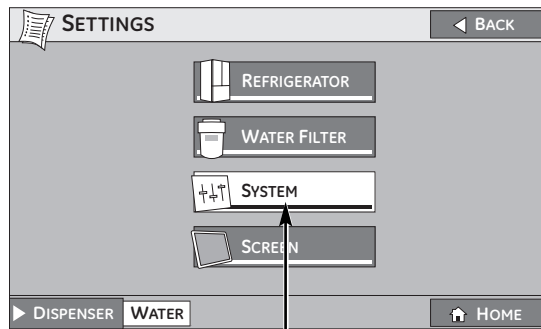 SETTINGS
BACK
REFRIGERATOR
WATER FILTER
SYSTEM
SCREEN
DISPENSER WATER
HOME